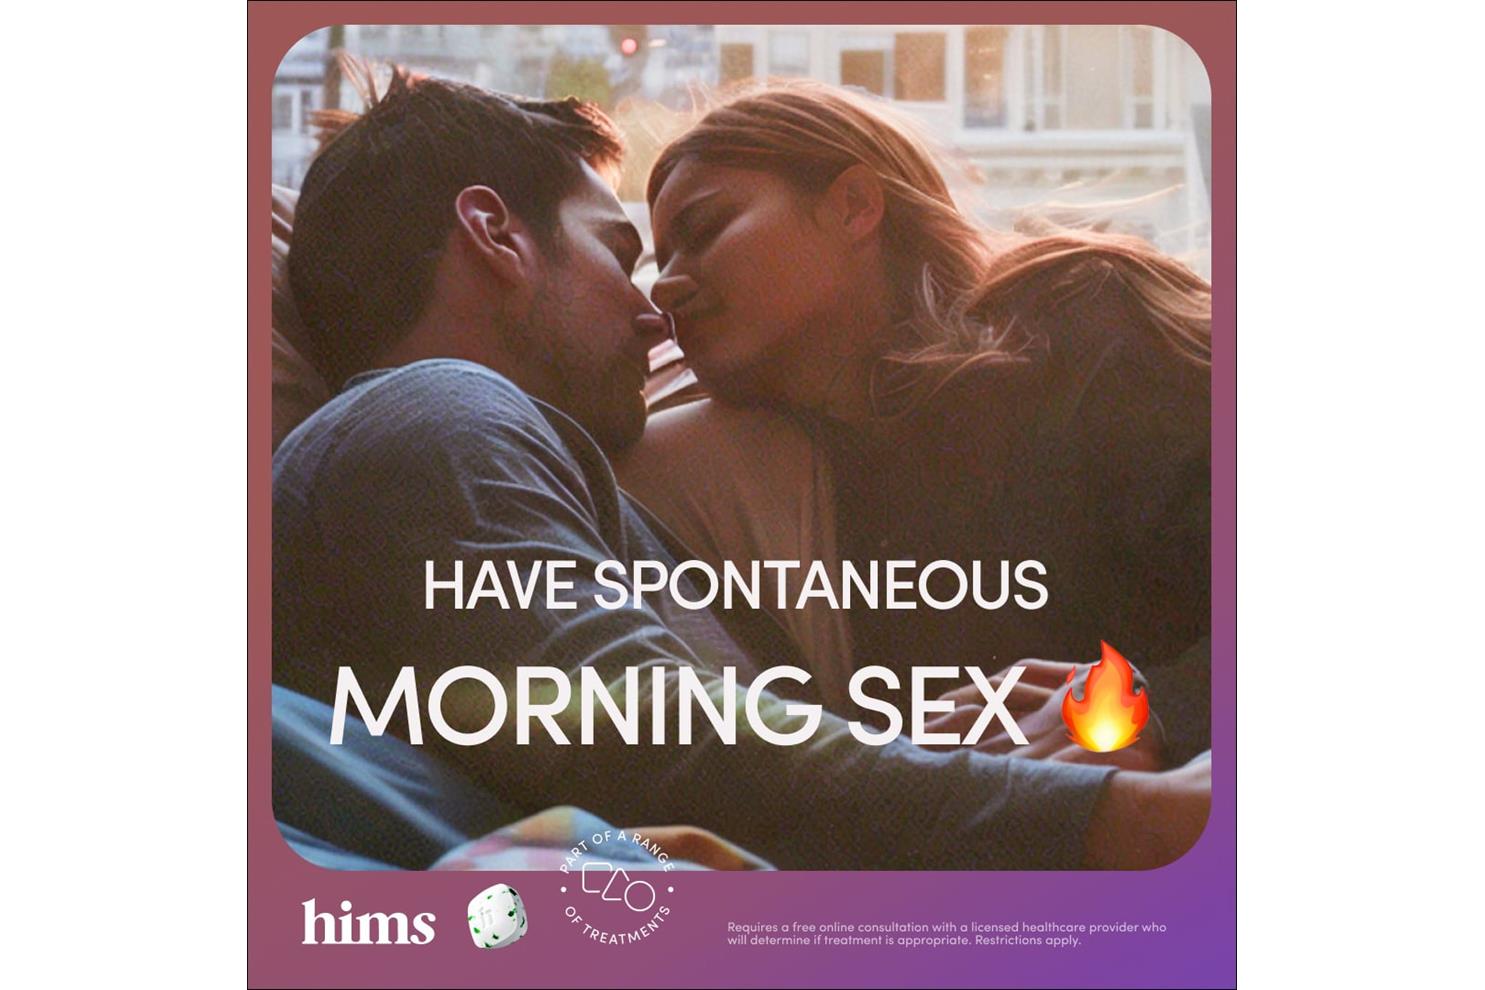 HAVE SPONTANEOUS
MORNING SEX 🔥
PART OF A RANGE
OF TREATMENTS
hims
Requires a free online consultation with a licensed healthcare provider who
will determine if treatment is appropriate. Restrictions apply.